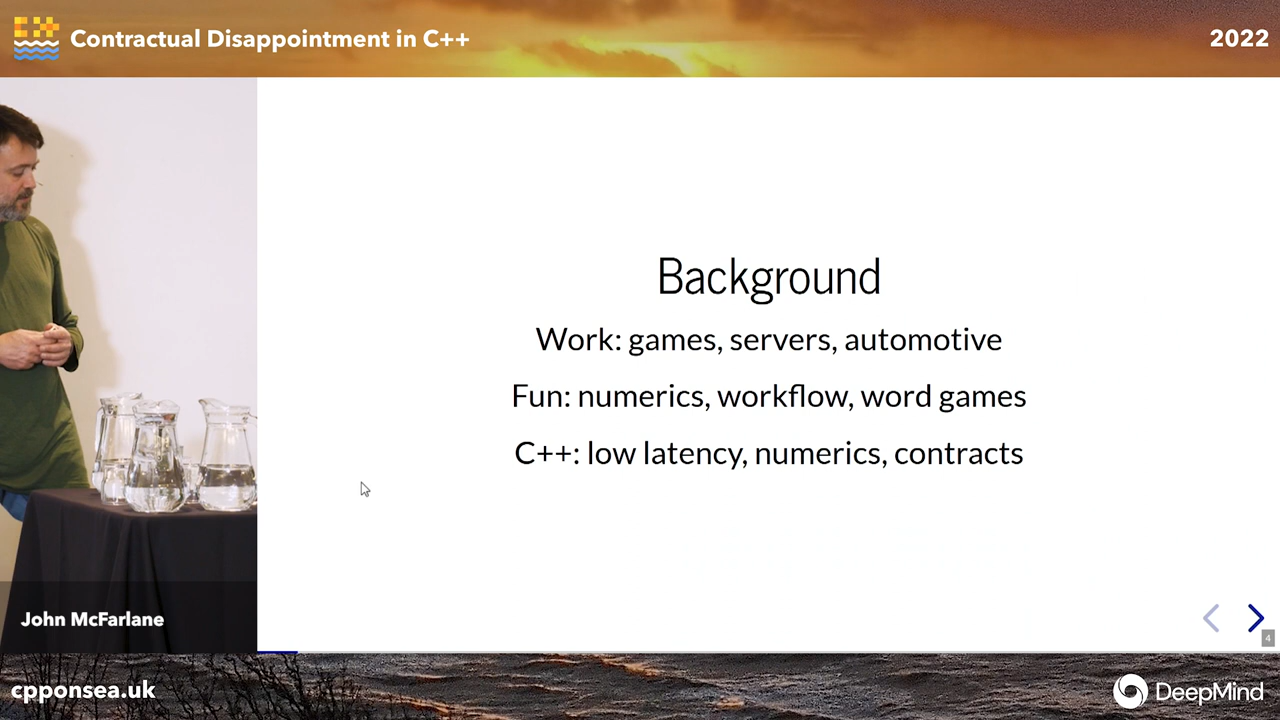 Contractual Disappointment in C++
2022
Background
Work: games, servers, automotive
Fun: numerics, workflow, word games
C++: low latency, numerics, contracts
John McFarlane
4
cpponsea.uk
DeepMind